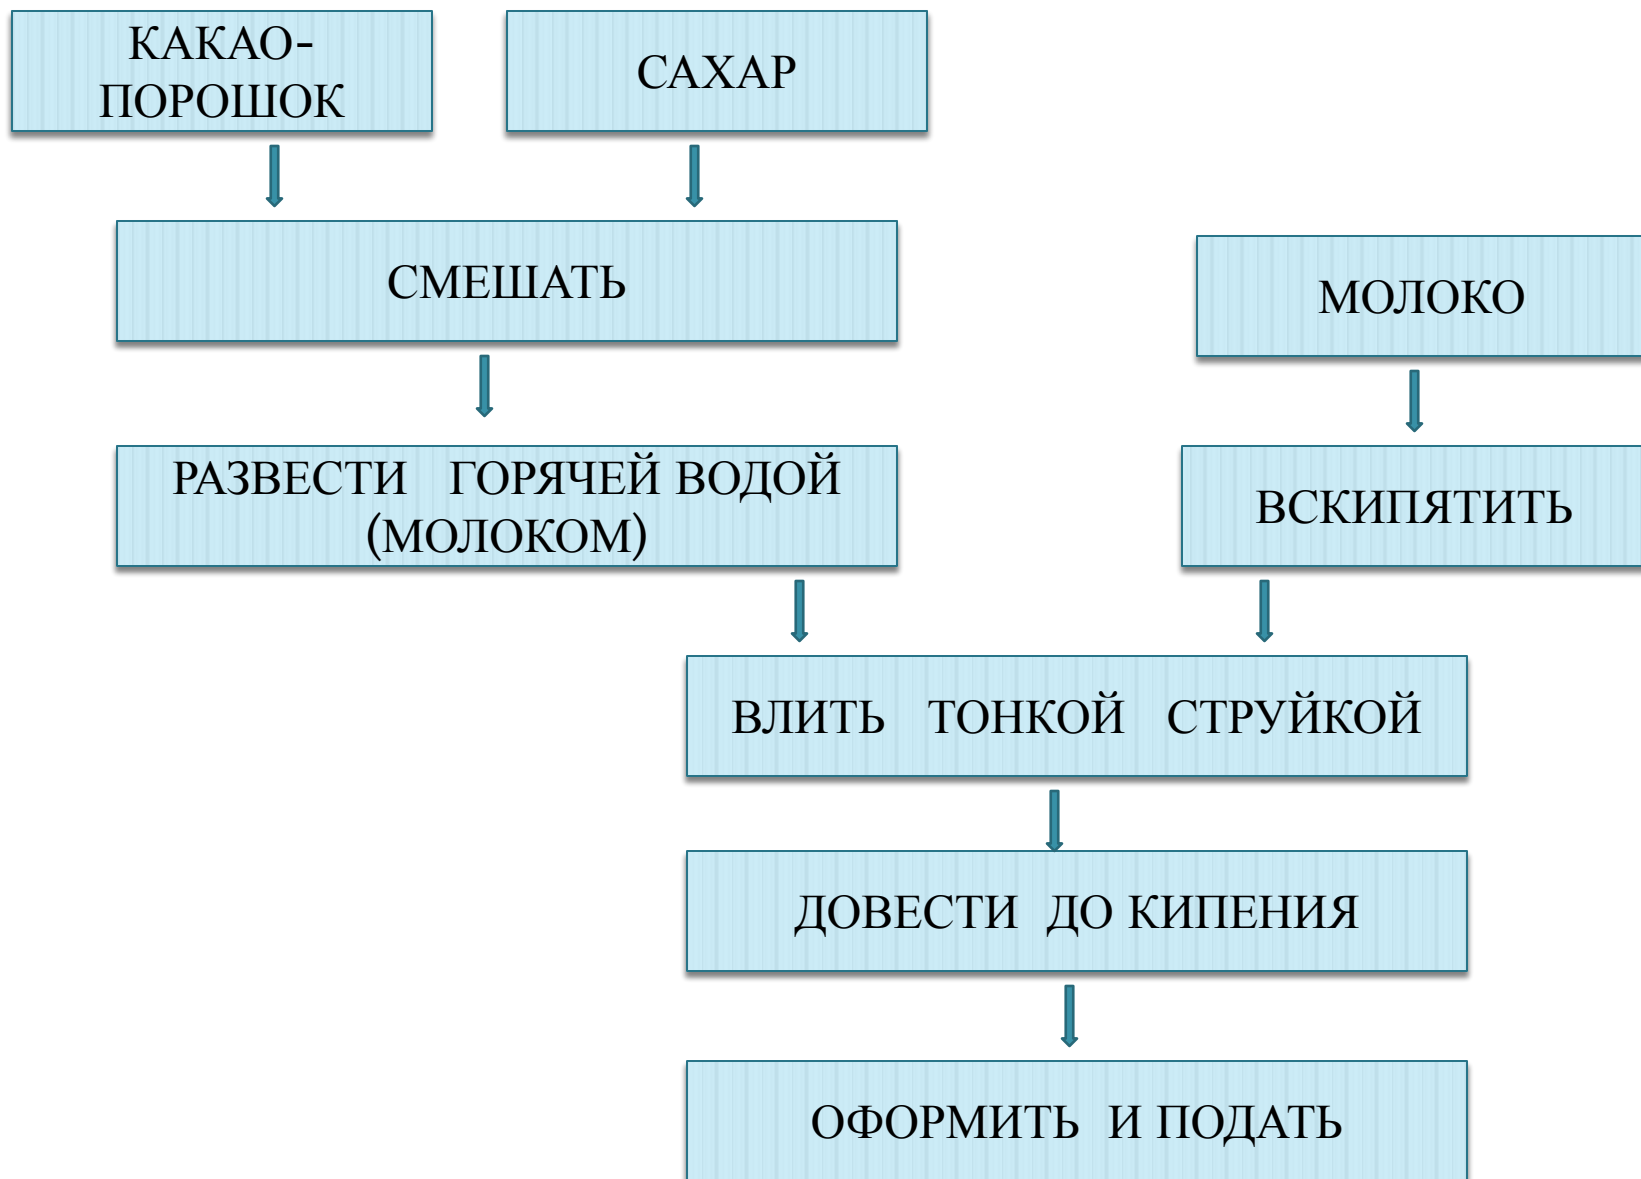 КАКАО-
ПОРОШОК
САХАР
СМЕШАТЬ
МОЛОКО
РАЗВЕСТИ ГОРЯЧЕЙ ВОДОЙ
(МОЛОКОМ)
ВСКИПЯТИТЬ
ВЛИТЬ ТОНКОЙ СТРУЙКОЙ
ДОВЕСТИ ДО КИПЕНИЯ
ОФОРМИТЬ И ПОДАТЬ